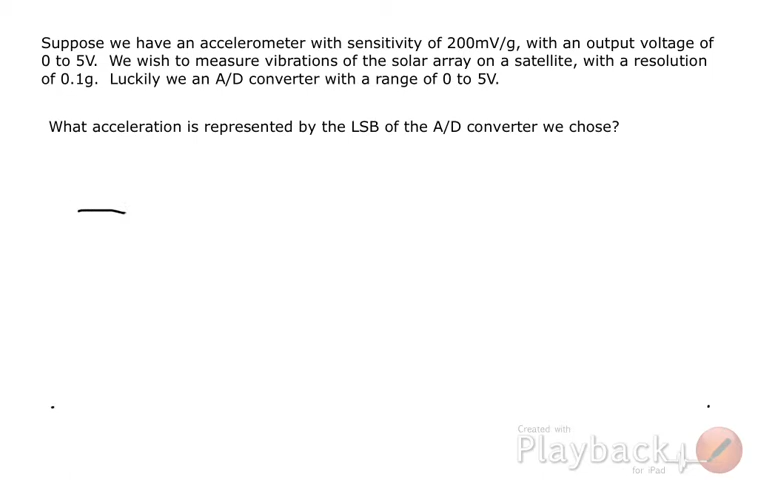 Suppose we have an accelerometer with sensitivity of 200mV/g, with an output voltage of
0 to 5V.  We wish to measure vibrations of the solar array on a satellite, with a resolution
of 0.1g.  Luckily we an A/D converter with a range of 0 to 5V.
What acceleration is represented by the LSB of the A/D converter we chose?
Created with
Playback
for iPad